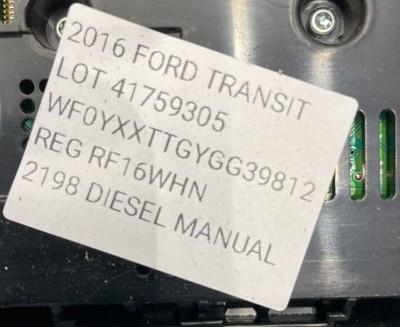 2016 FORD TRANSIT
LOT 41759305
WF0YXXTTGYGG39812
REG RF16WHN
2198 DIESEL MANUAL